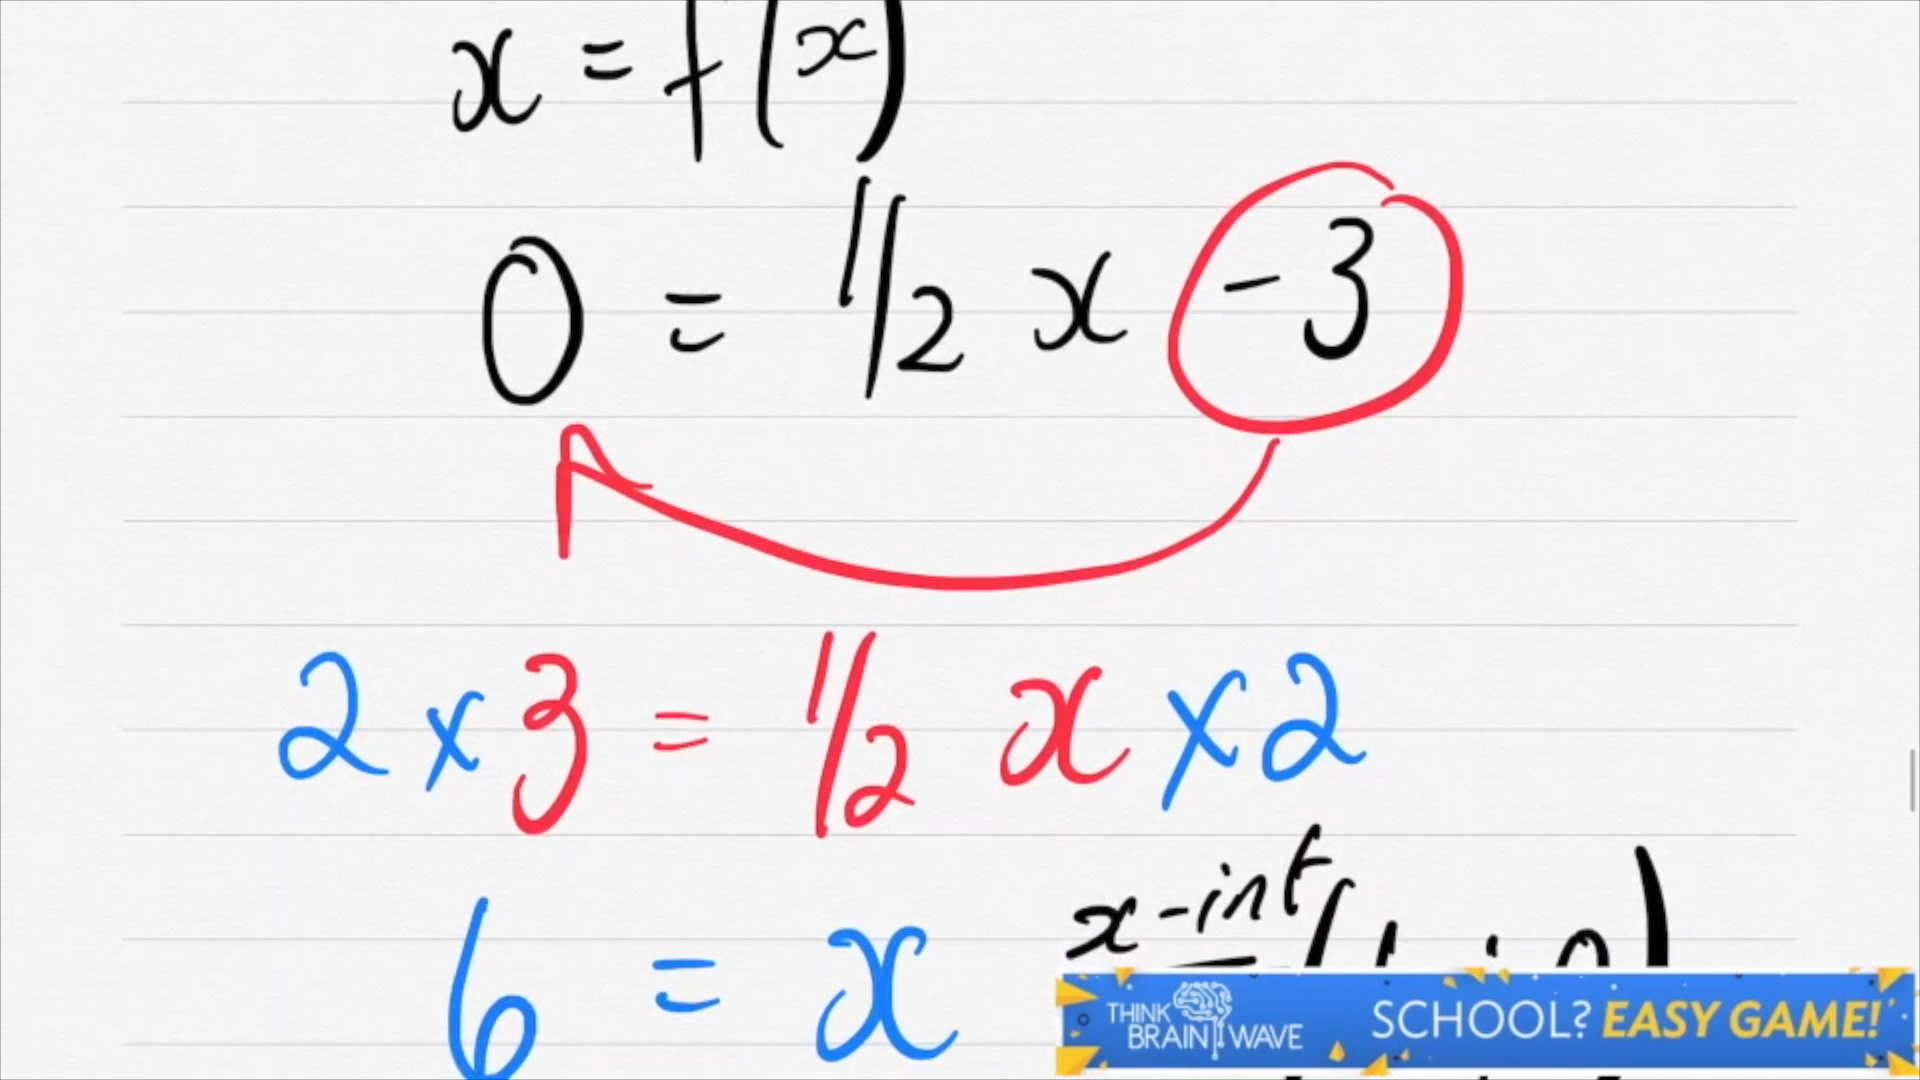 x = f(x)
0 = 1/2 x - 3
2 x 3 = 1/2 x x 2
6 = x
x-int
THINK BRAIN WAVE
SCHOOL? EASY GAME!